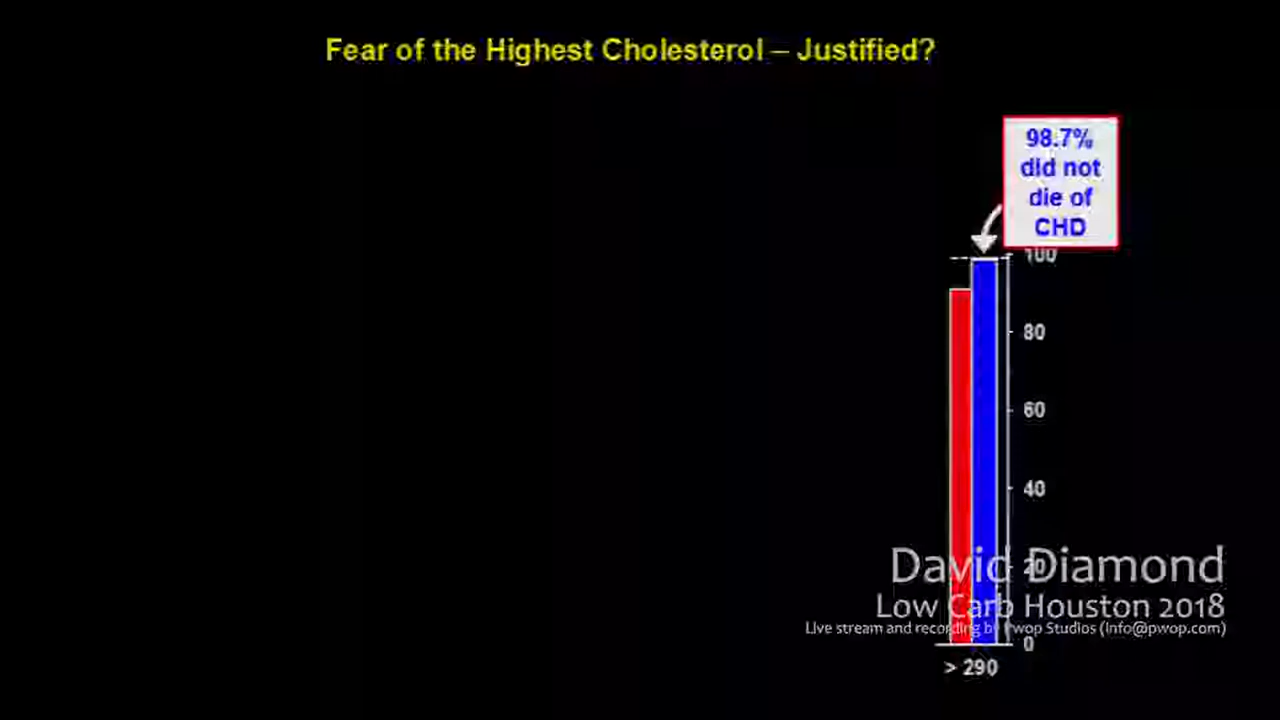 Fear of the Highest Cholesterol – Justified?
98.7%
did not
die of
CHD
100
80
60
40
20
David Diamond
Low Carb Houston 2018
Live stream and recording by Pwop Studios (info@pwop.com)
0
> 290